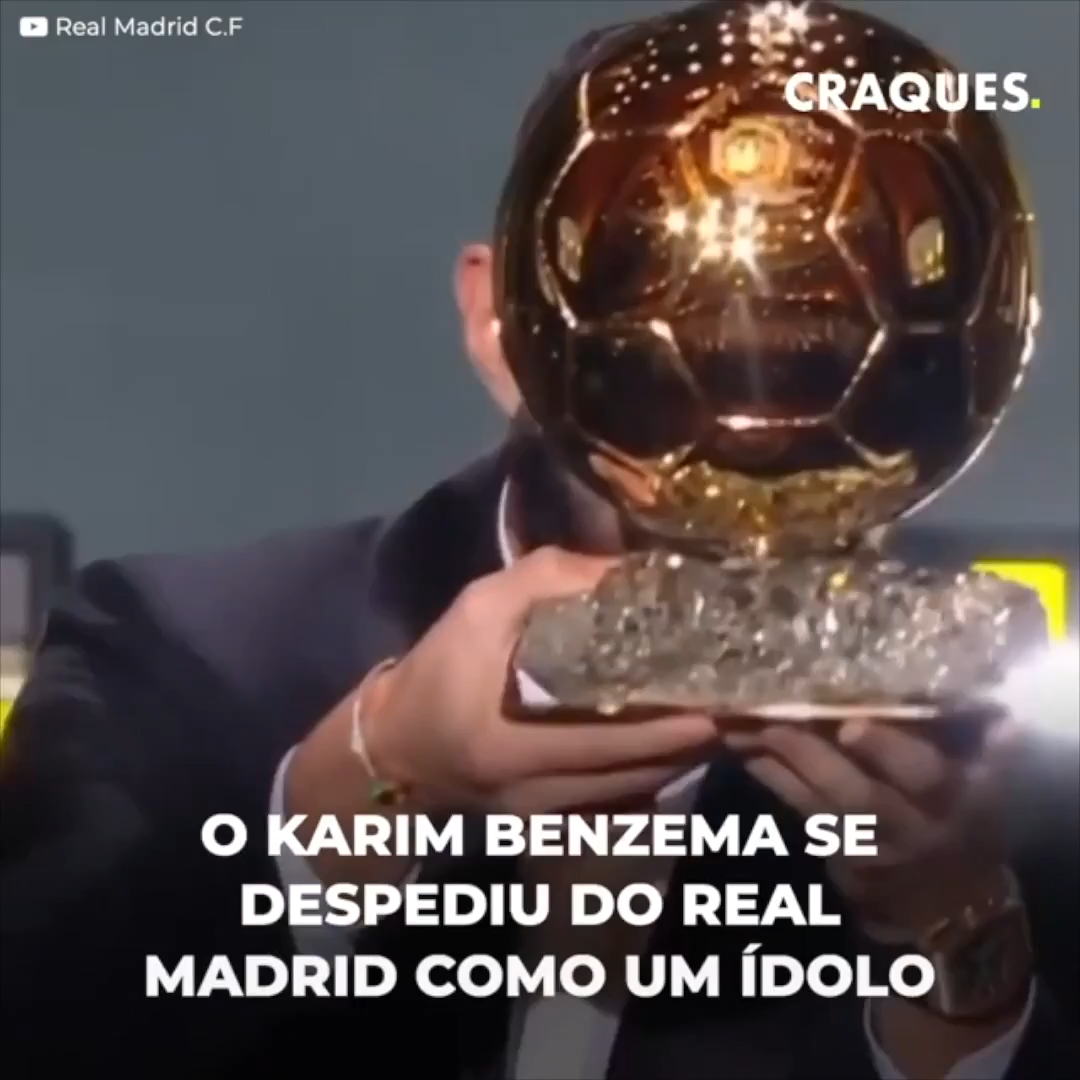 Real Madrid C.F
CRAQUES.
O KARIM BENZEMA SE
DESPEDIU DO REAL
MADRID COMO UM ÍDOLO